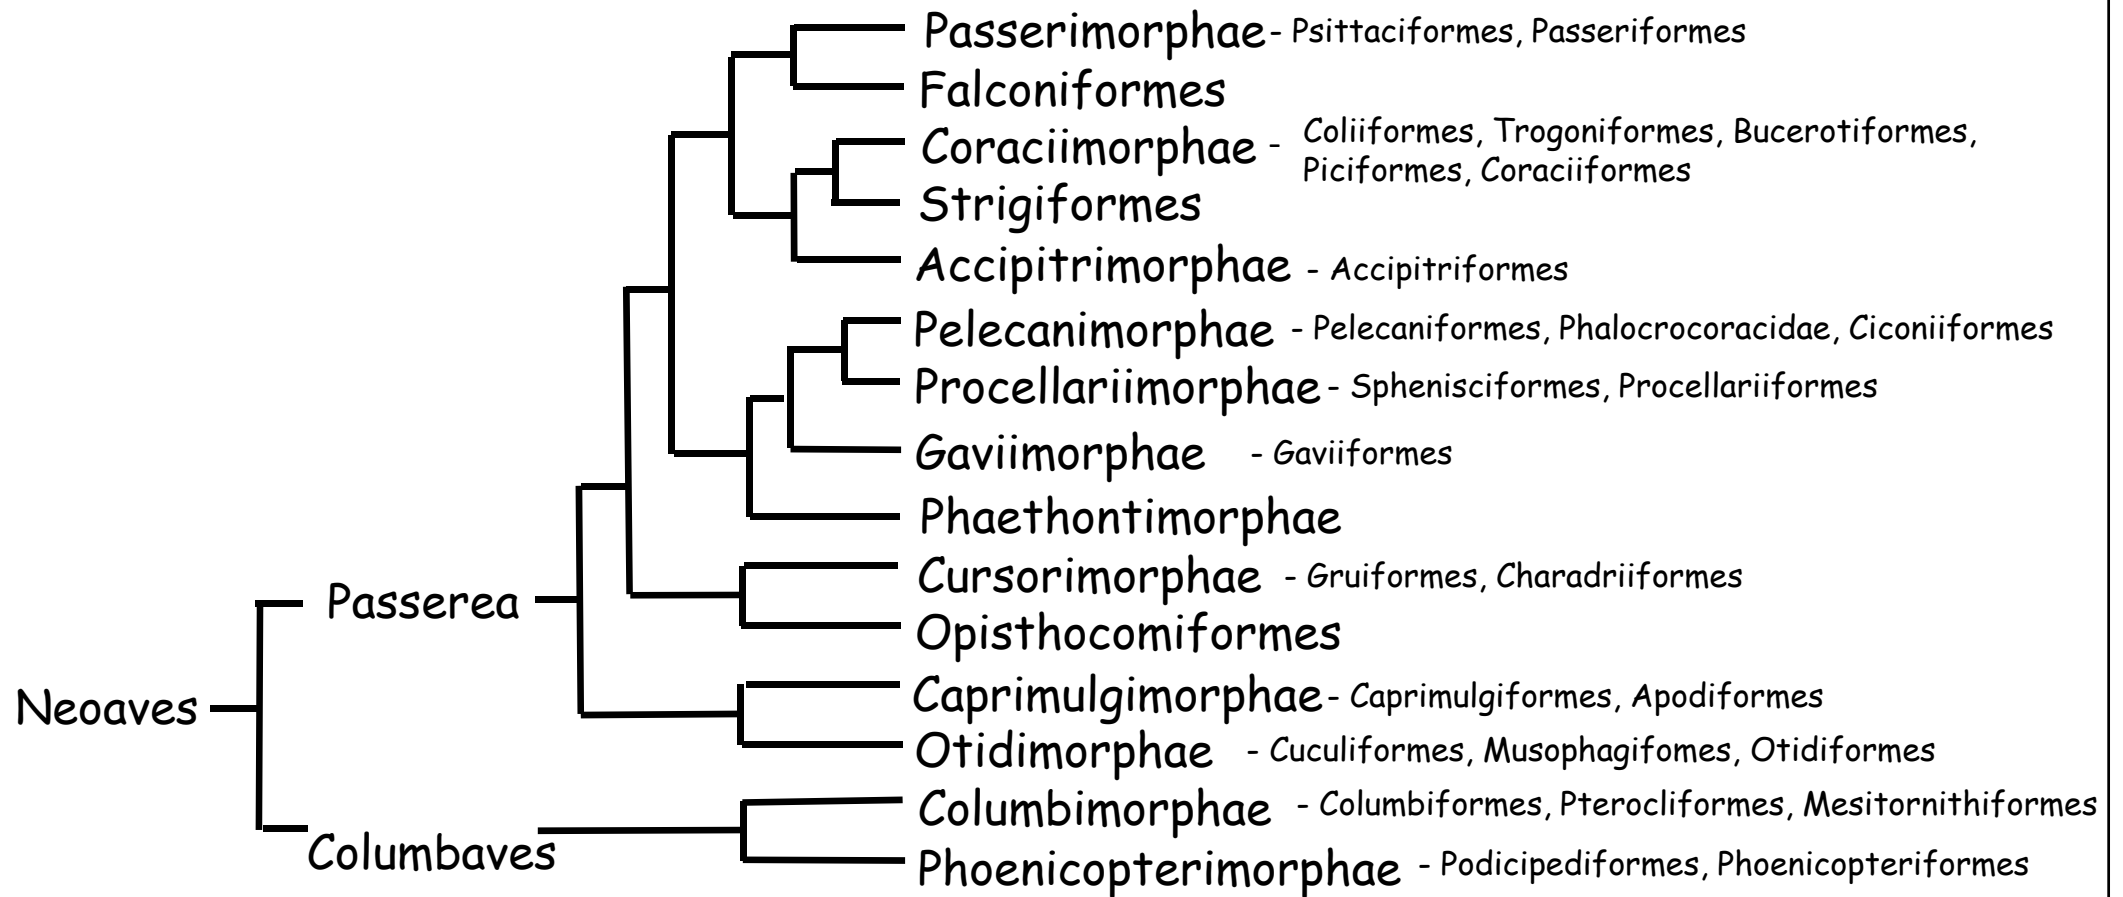 Passerimorphae - Psittaciformes, Passeriformes
Falconiformes
Coraciimorphae - Coliiformes, Trogoniformes, Bucerotiformes,
Piciformes, Coraciiformes
Strigiformes
Accipitrimorphae - Accipitriformes
Pelecanimorphae - Pelecaniformes, Phalocrocoracidae, Ciconiiformes
Procellariimorphae - Sphenisciformes, Procellariiformes
Gaviimorphae - Gaviiformes
Phaethontimorphae
Cursorimorphae - Gruiformes, Charadriiformes
Passerea
Opisthocomiformes
Caprimulgimorphae - Caprimulgiformes, Apodiformes
Neoaves
Otidimorphae - Cuculiformes, Musophagifomes, Otidiformes
Columbimorphae - Columbiformes, Pterocliformes, Mesitornithiformes
Columbaves
Phoenicopterimorphae - Podicipediformes, Phoenicopteriformes